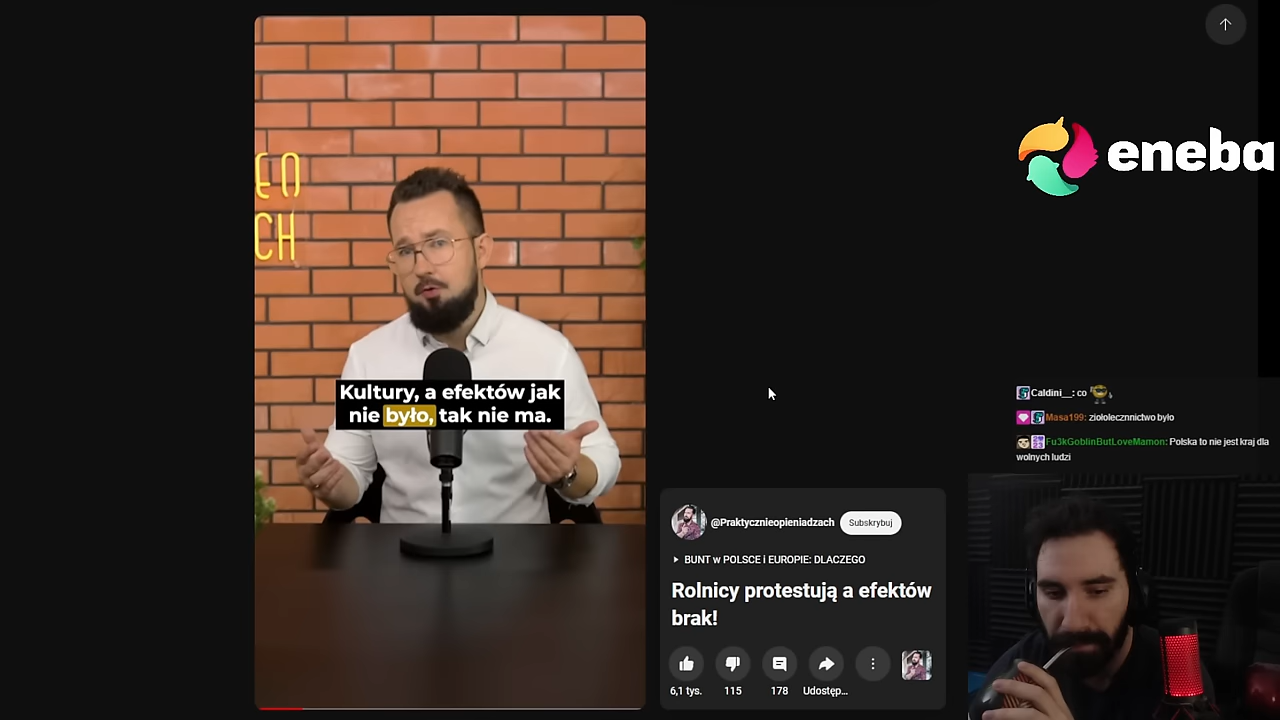 EO
CH
Kultury, a efektów jak
nie było, tak nie ma.
eneba
Caldini__: co
Masa199: ziołolecznnictwo było
Fu3kGoblinButLoveMamon: Polska to nie jest kraj dla
wolnych ludzi
@Praktycznieopieniadzach
Subskrybuj
BUNT w POLSCE i EUROPIE: DLACZEGO
Rolnicy protestują a efektów
brak!
6,1 tys.
115
178
Udostęp...